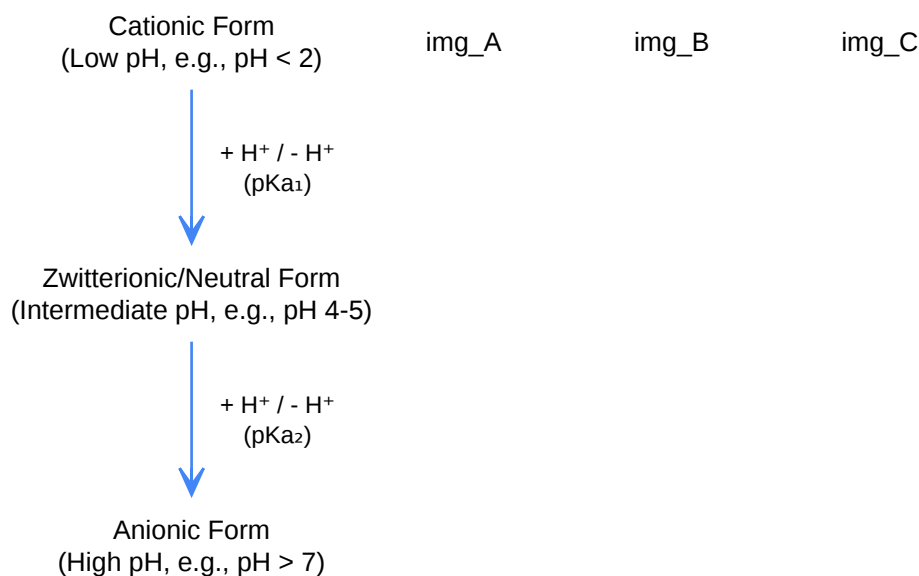 Cationic Form
(Low pH, e.g., pH < 2)
img_A
img_B
img_C
+ H⁺ / - H⁺
(pKa₁)
Zwitterionic/Neutral Form
(Intermediate pH, e.g., pH 4-5)
+ H⁺ / - H⁺
(pKa₂)
Anionic Form
(High pH, e.g., pH > 7)